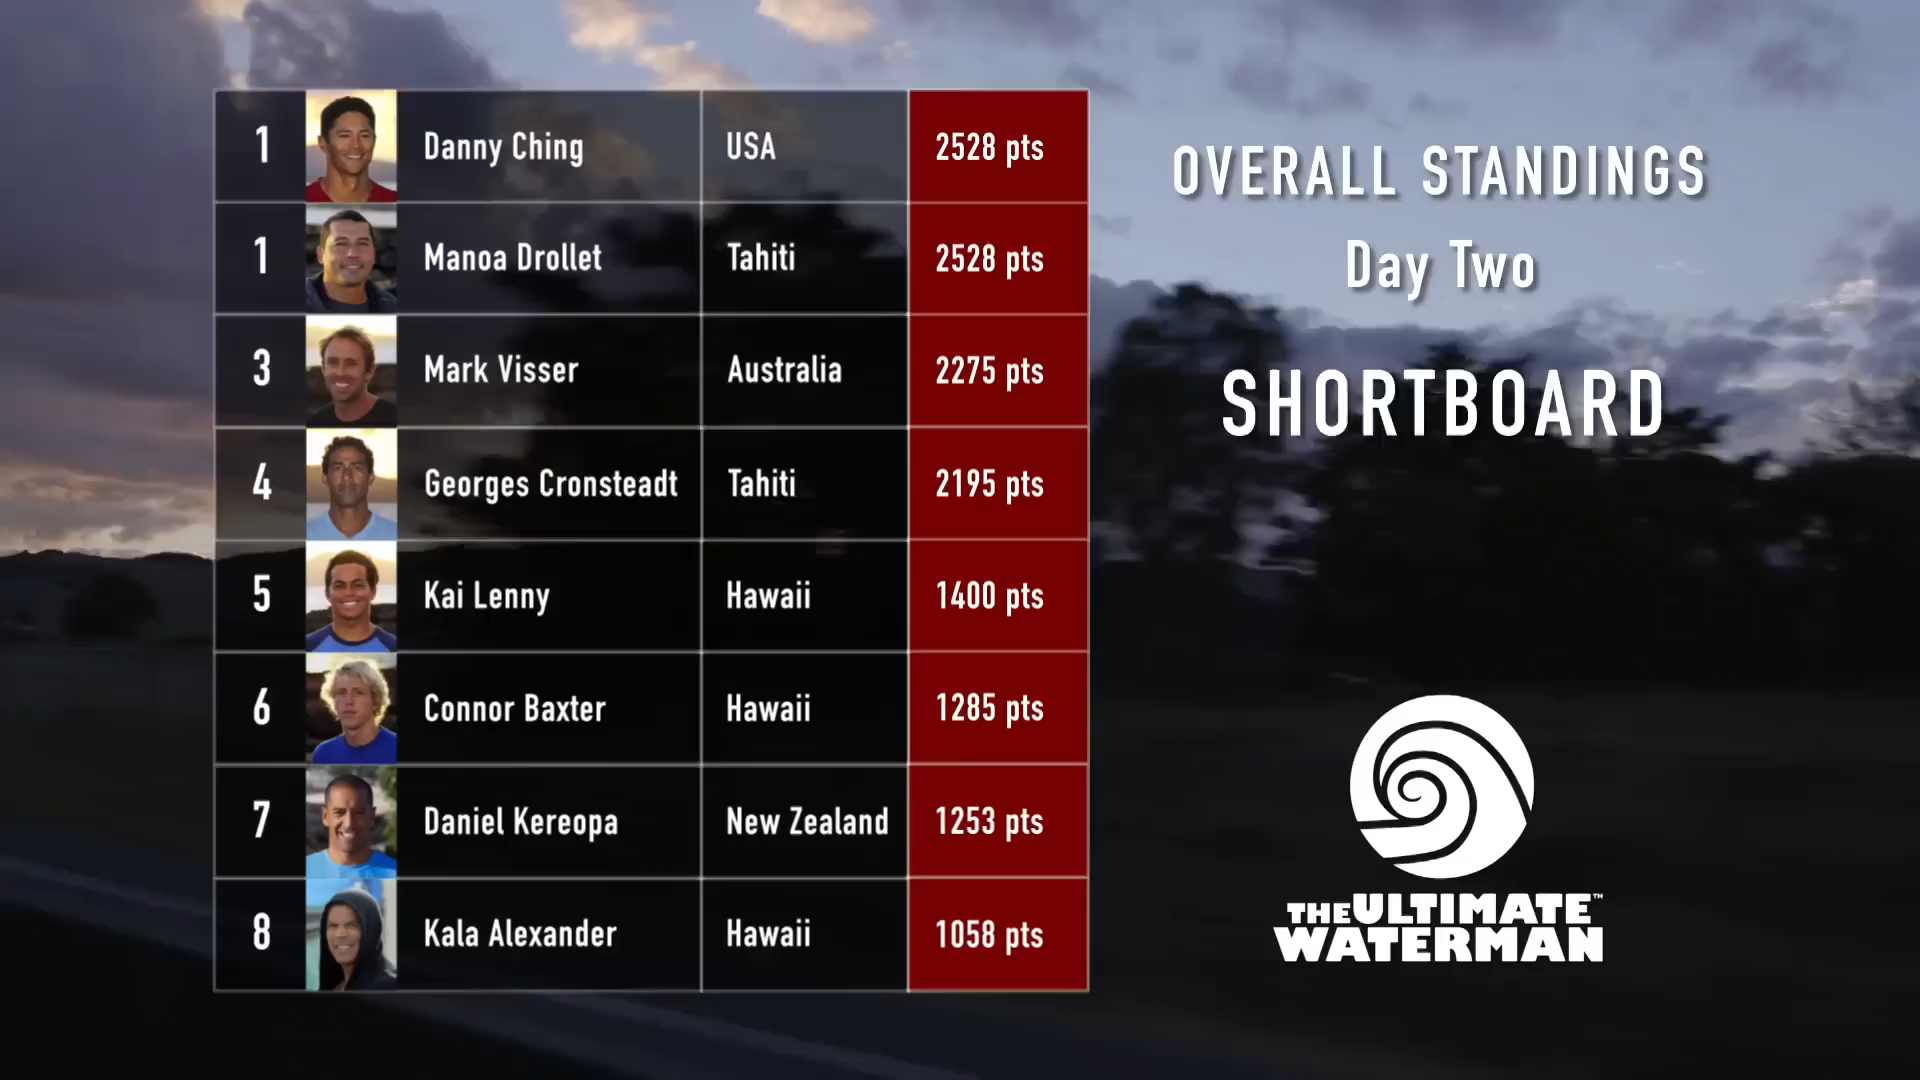 1 Danny Ching USA 2528 pts
1 Manoa Drollet Tahiti 2528 pts
3 Mark Visser Australia 2275 pts
4 Georges Cronsteadt Tahiti 2195 pts
5 Kai Lenny Hawaii 1400 pts
6 Connor Baxter Hawaii 1285 pts
7 Daniel Kereopa New Zealand 1253 pts
8 Kala Alexander Hawaii 1058 pts
OVERALL STANDINGS
Day Two
SHORTBOARD
THE ULTIMATE™
WATERMAN